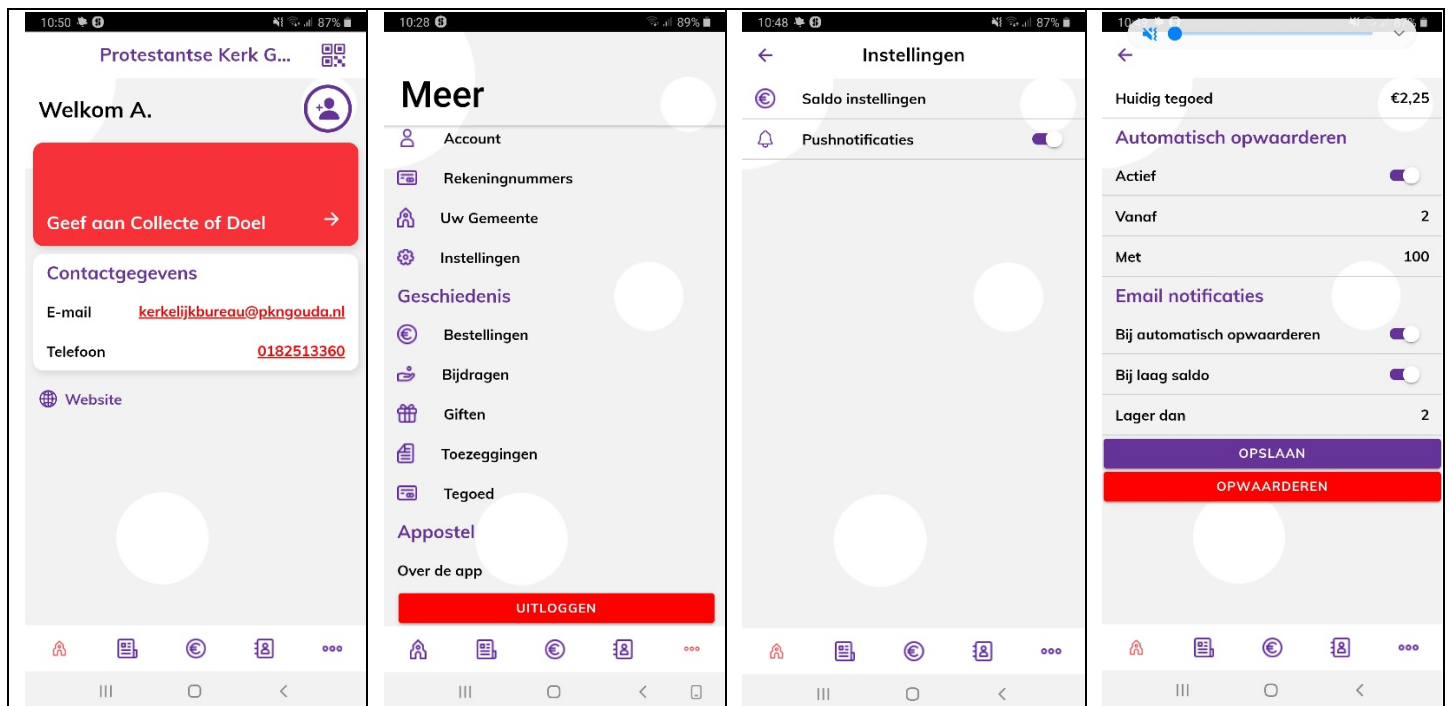 10:50 87%
Protestantse Kerk G...
Welkom A.
Geef aan Collecte of Doel
Contactgegevens
E-mail kerkelijkbureau@pkngouda.nl
Telefoon 0182513360
Website
10:28 89%
Meer
Account
Rekeningnummers
Uw Gemeente
Instellingen
Geschiedenis
Bestellingen
Bijdragen
Giften
Toezeggingen
Tegoed
Appostel
Over de app
UITLOGGEN
10:48 87%
Instellingen
Saldo instellingen
Pushnotificaties
Huidig tegoed €2,25
Automatisch opwaarderen
Actief
Vanaf 2
Met 100
Email notificaties
Bij automatisch opwaarderen
Bij laag saldo
Lager dan 2
OPSLAAN
OPWAARDEREN